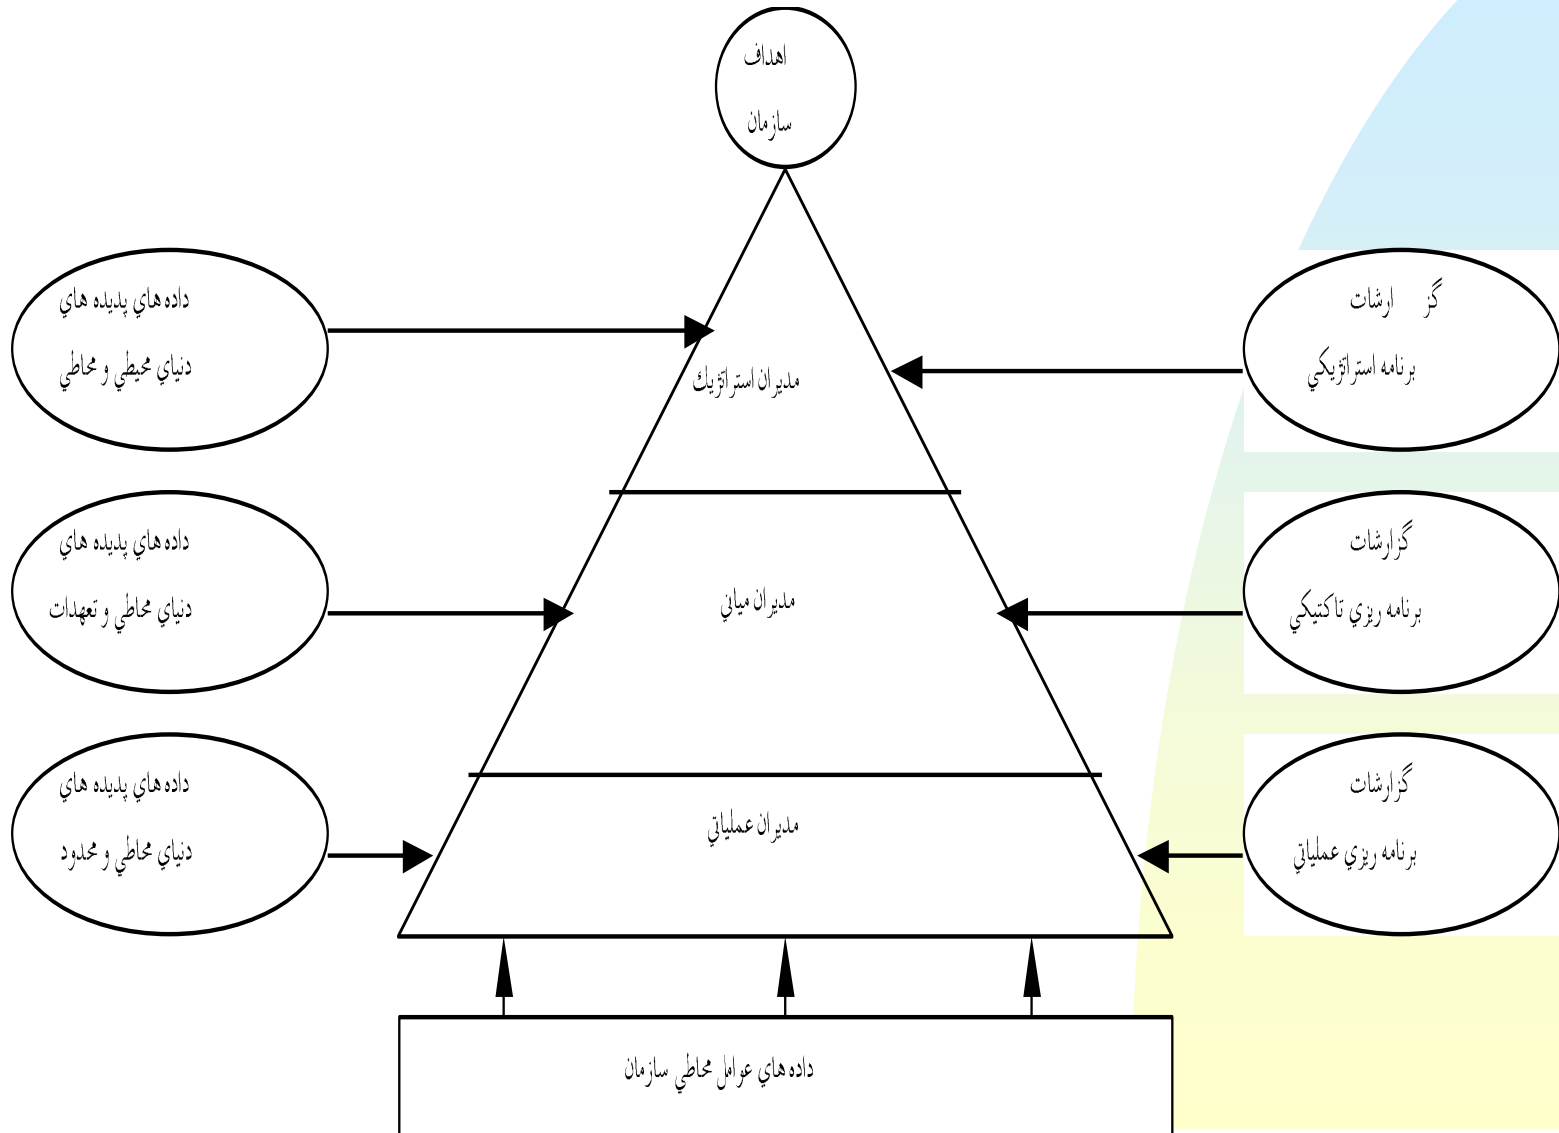 اهداف
سازمان
گز ارشات
برنامه استراتژيكي
داده هاي پديده هاي
دنياي محيطي و محاطي
مديران استراتژيك
گزارشات
برنامه ريزي تاكتيكي
داده هاي پديده هاي
دنياي محاطي و تعهدات
مديران مياني
گزارشات
برنامه ريزي عملياتي
داده هاي پديده هاي
دنياي محاطي و محدود
مديران عملياتي
داده هاي عوامل محاطي سازمان